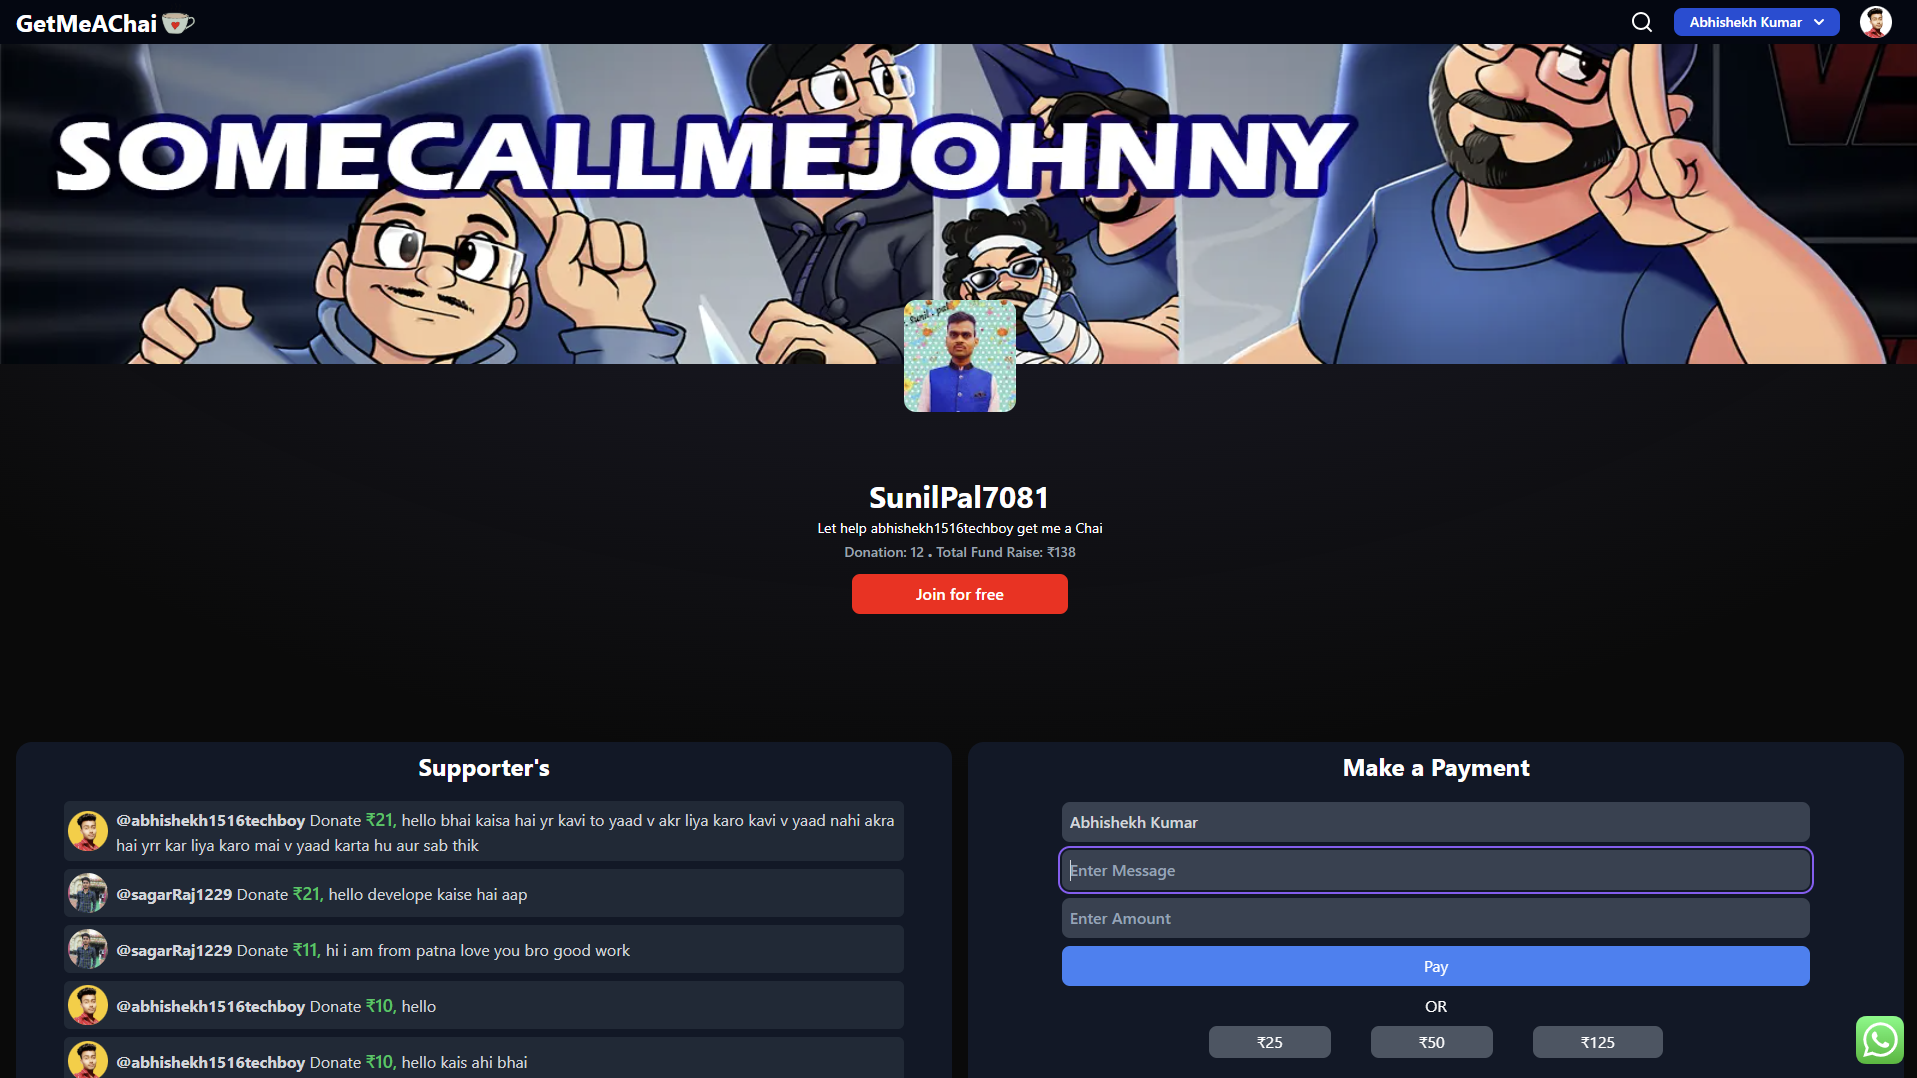 GetMeAChai
Abhishekh Kumar
SOMECALLMEJOHNNY
Sunil. pal
SunilPal7081
Let help abhishekh1516techboy get me a Chai
Donation: 12 . Total Fund Raise: ₹138
Join for free
Supporter's
@abhishekh1516techboy Donate ₹21, hello bhai kaisa hai yr kavi to yaad v akr liya karo kavi v yaad nahi akra
hai yrr kar liya karo mai v yaad karta hu aur sab thik
@sagarRaj1229 Donate ₹21, hello develope kaise hai aap
@sagarRaj1229 Donate ₹11, hi i am from patna love you bro good work
@abhishekh1516techboy Donate ₹10, hello
@abhishekh1516techboy Donate ₹10, hello kais ahi bhai
Make a Payment
Abhishekh Kumar
Enter Message
Enter Amount
Pay
OR
₹25
₹50
₹125